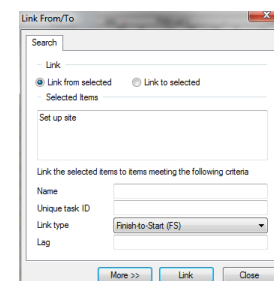 Link From/To
Search
Link
Link from selected Link to selected
Selected Items
Set up site
Link the selected items to items meeting the following criteria
Name
Unique task ID
Link type Finish-to-Start (FS)
Lag
More >> Link Close